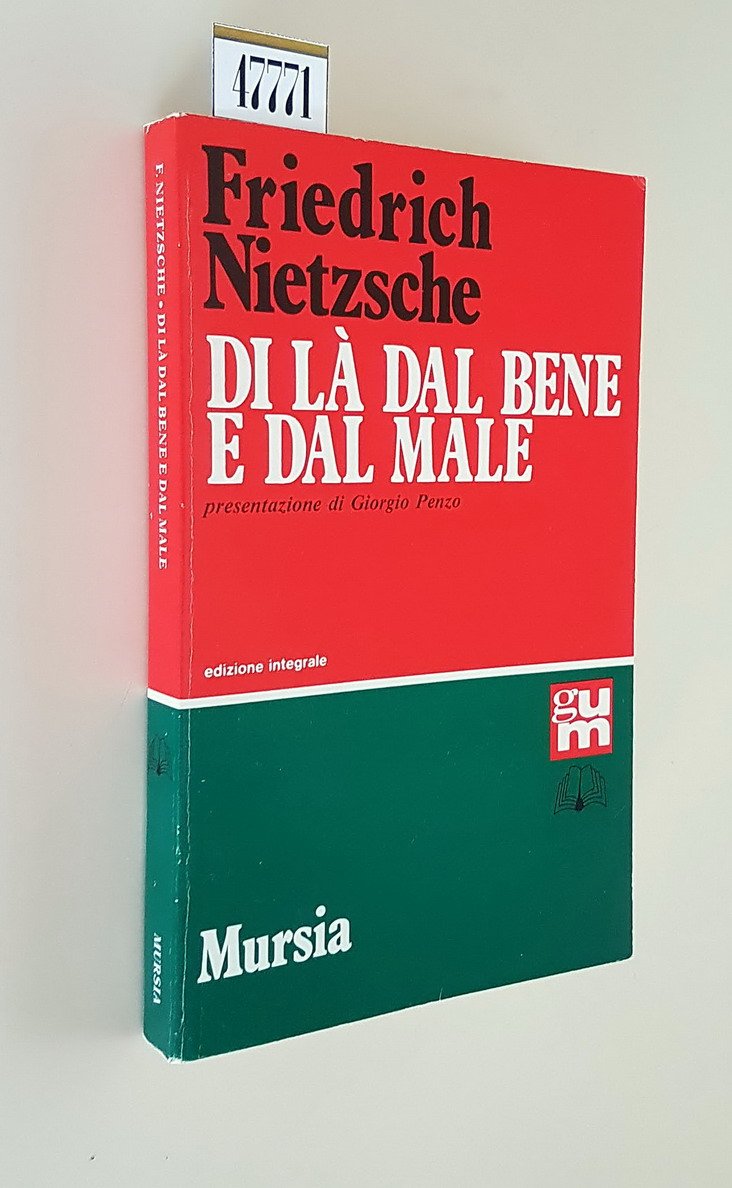 47771
Friedrich
Nietzsche
DI LÀ DAL BENE
E DAL MALE
presentazione di Giorgio Penzo
edizione integrale
gum
Mursia
F. NIETZSCHE • DI LÀ DAL BENE E DAL MALE
MURSIA